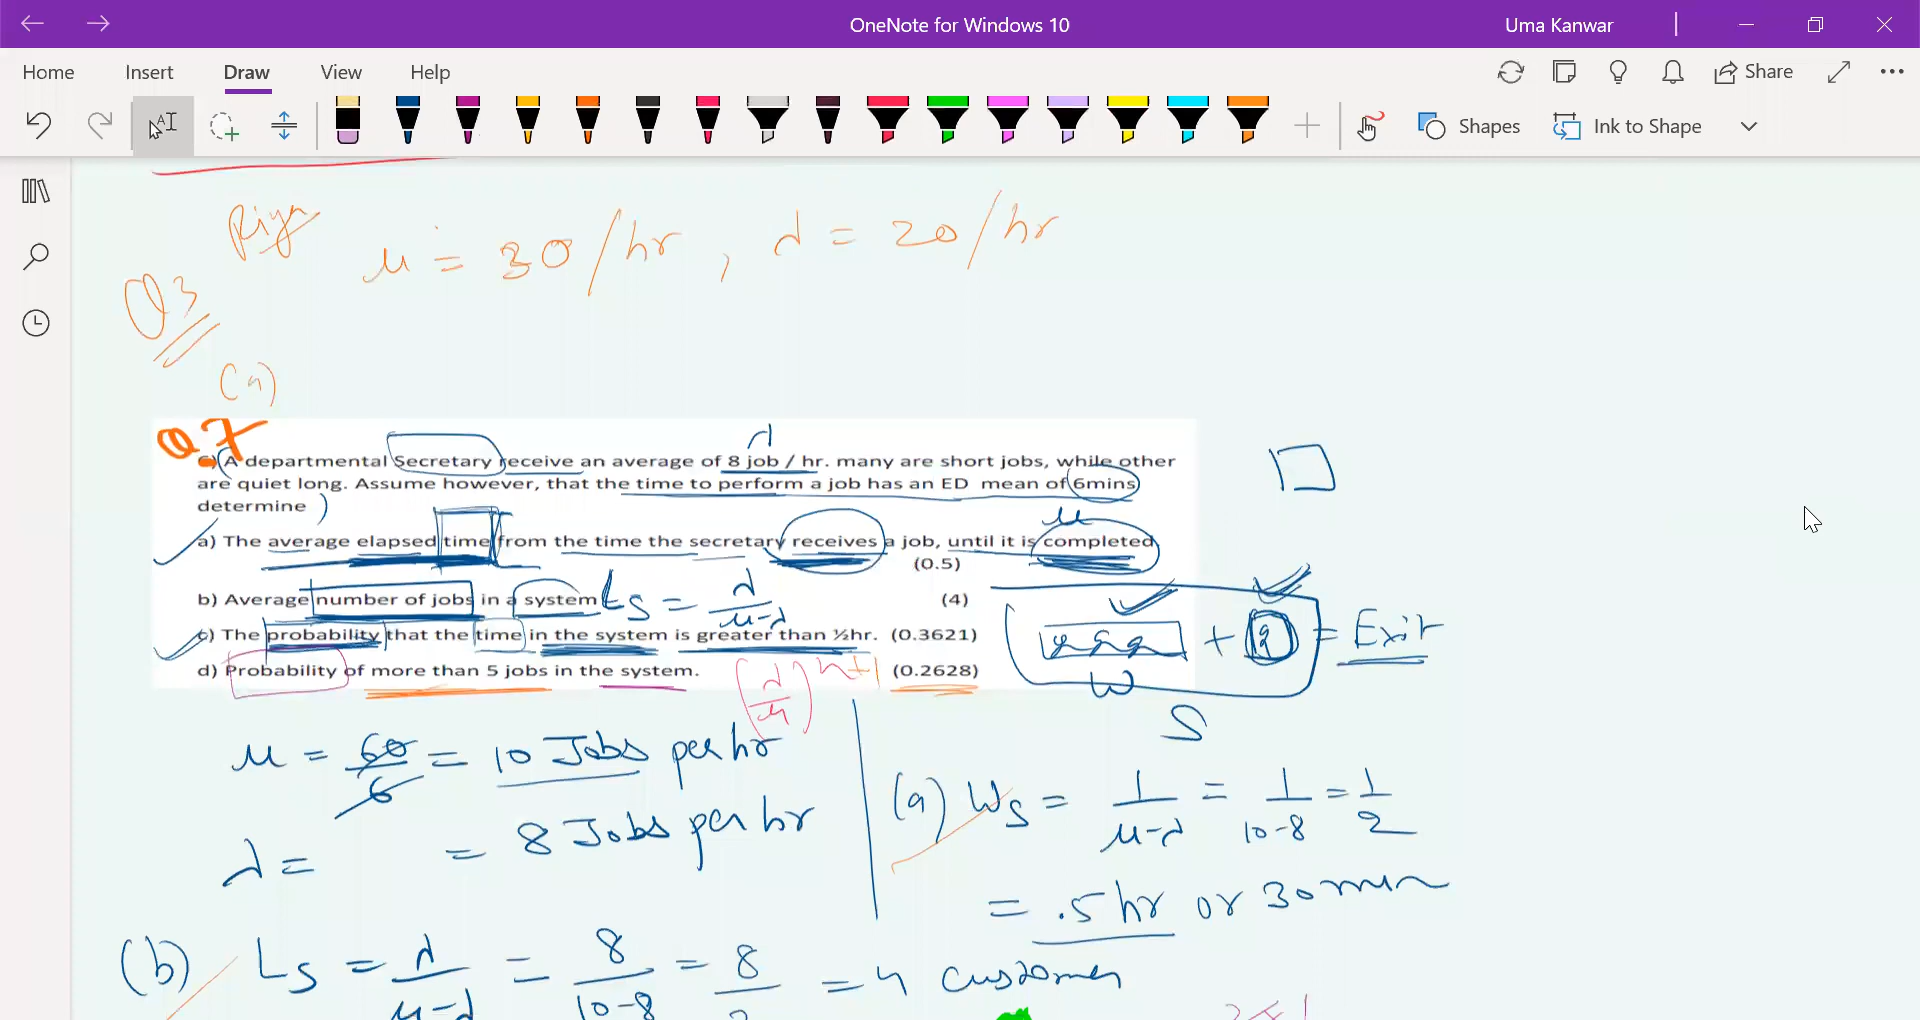 OneNote for Windows 10
Uma Kanwar
Home Insert Draw View Help
Share
Shapes
Ink to Shape
Riya
μ = 30/hr, λ = 20/hr
Q3
(a)
Q7
λ
c) A departmental Secretary receive an average of 8 job / hr. many are short jobs, while other
are quiet long. Assume however, that the time to perform a job has an ED mean of 6mins
determine )
μ
a) The average elapsed time from the time the secretary receives a job, until it is completed
(0.5)
b) Average number of jobs in a system Ls = λ/(μ-λ) (4)
c) The probability that the time in the system is greater than ½hr. (0.3621)
+ = Exit
d) Probability of more than 5 jobs in the system. (λ/μ)^n+1 (0.2628)
W
S
μ = 60/6 = 10 Jobs per hr
λ = = 8 Jobs per hr
(a) Ws = 1/(μ-λ) = 1/(10-8) = 1/2
= .5 hr or 30 min
(b) Ls = λ/(μ-λ) = 8/(10-8) = 8/2 = 4 customer